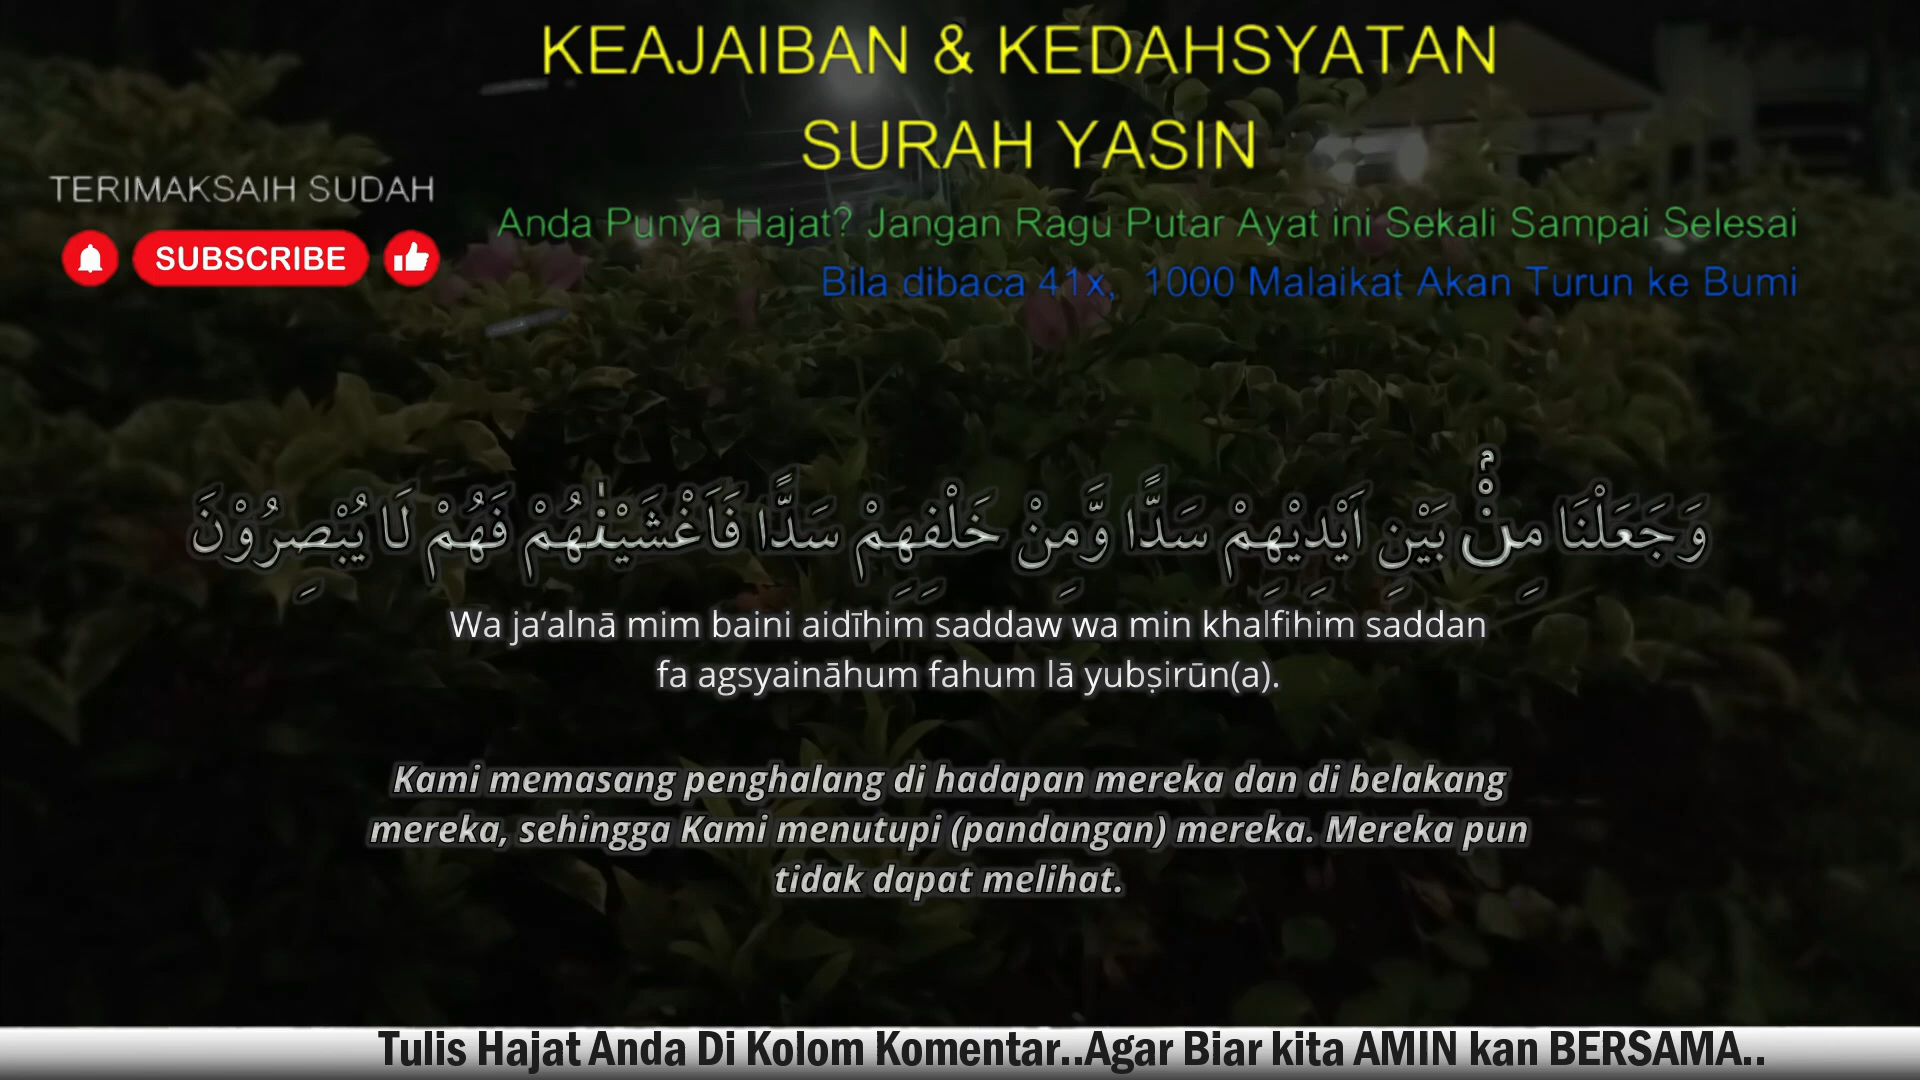 KEAJAIBAN & KEDAHSYATAN
SURAH YASIN
TERIMAKSAIH SUDAH
SUBSCRIBE
Anda Punya Hajat? Jangan Ragu Putar Ayat ini Sekali Sampai Selesai
Bila dibaca 41x, 1000 Malaikat Akan Turun ke Bumi
وَجَعَلْنَا مِنْۢ بَيْنِ اَيْدِيْهِمْ سَدًّا وَّمِنْ خَلْفِهِمْ سَدًّا فَاَغْشَيْنٰهُمْ فَهُمْ لَا يُبْصِرُوْنَ
Wa ja‘alnā mim baini aidīhim saddaw wa min khalfihim saddan
fa agsyaināhum fahum lā yubṣirūn(a).
Kami memasang penghalang di hadapan mereka dan di belakang
mereka, sehingga Kami menutupi (pandangan) mereka. Mereka pun
tidak dapat melihat.
Tulis Hajat Anda Di Kolom Komentar..Agar Biar kita AMIN kan BERSAMA..